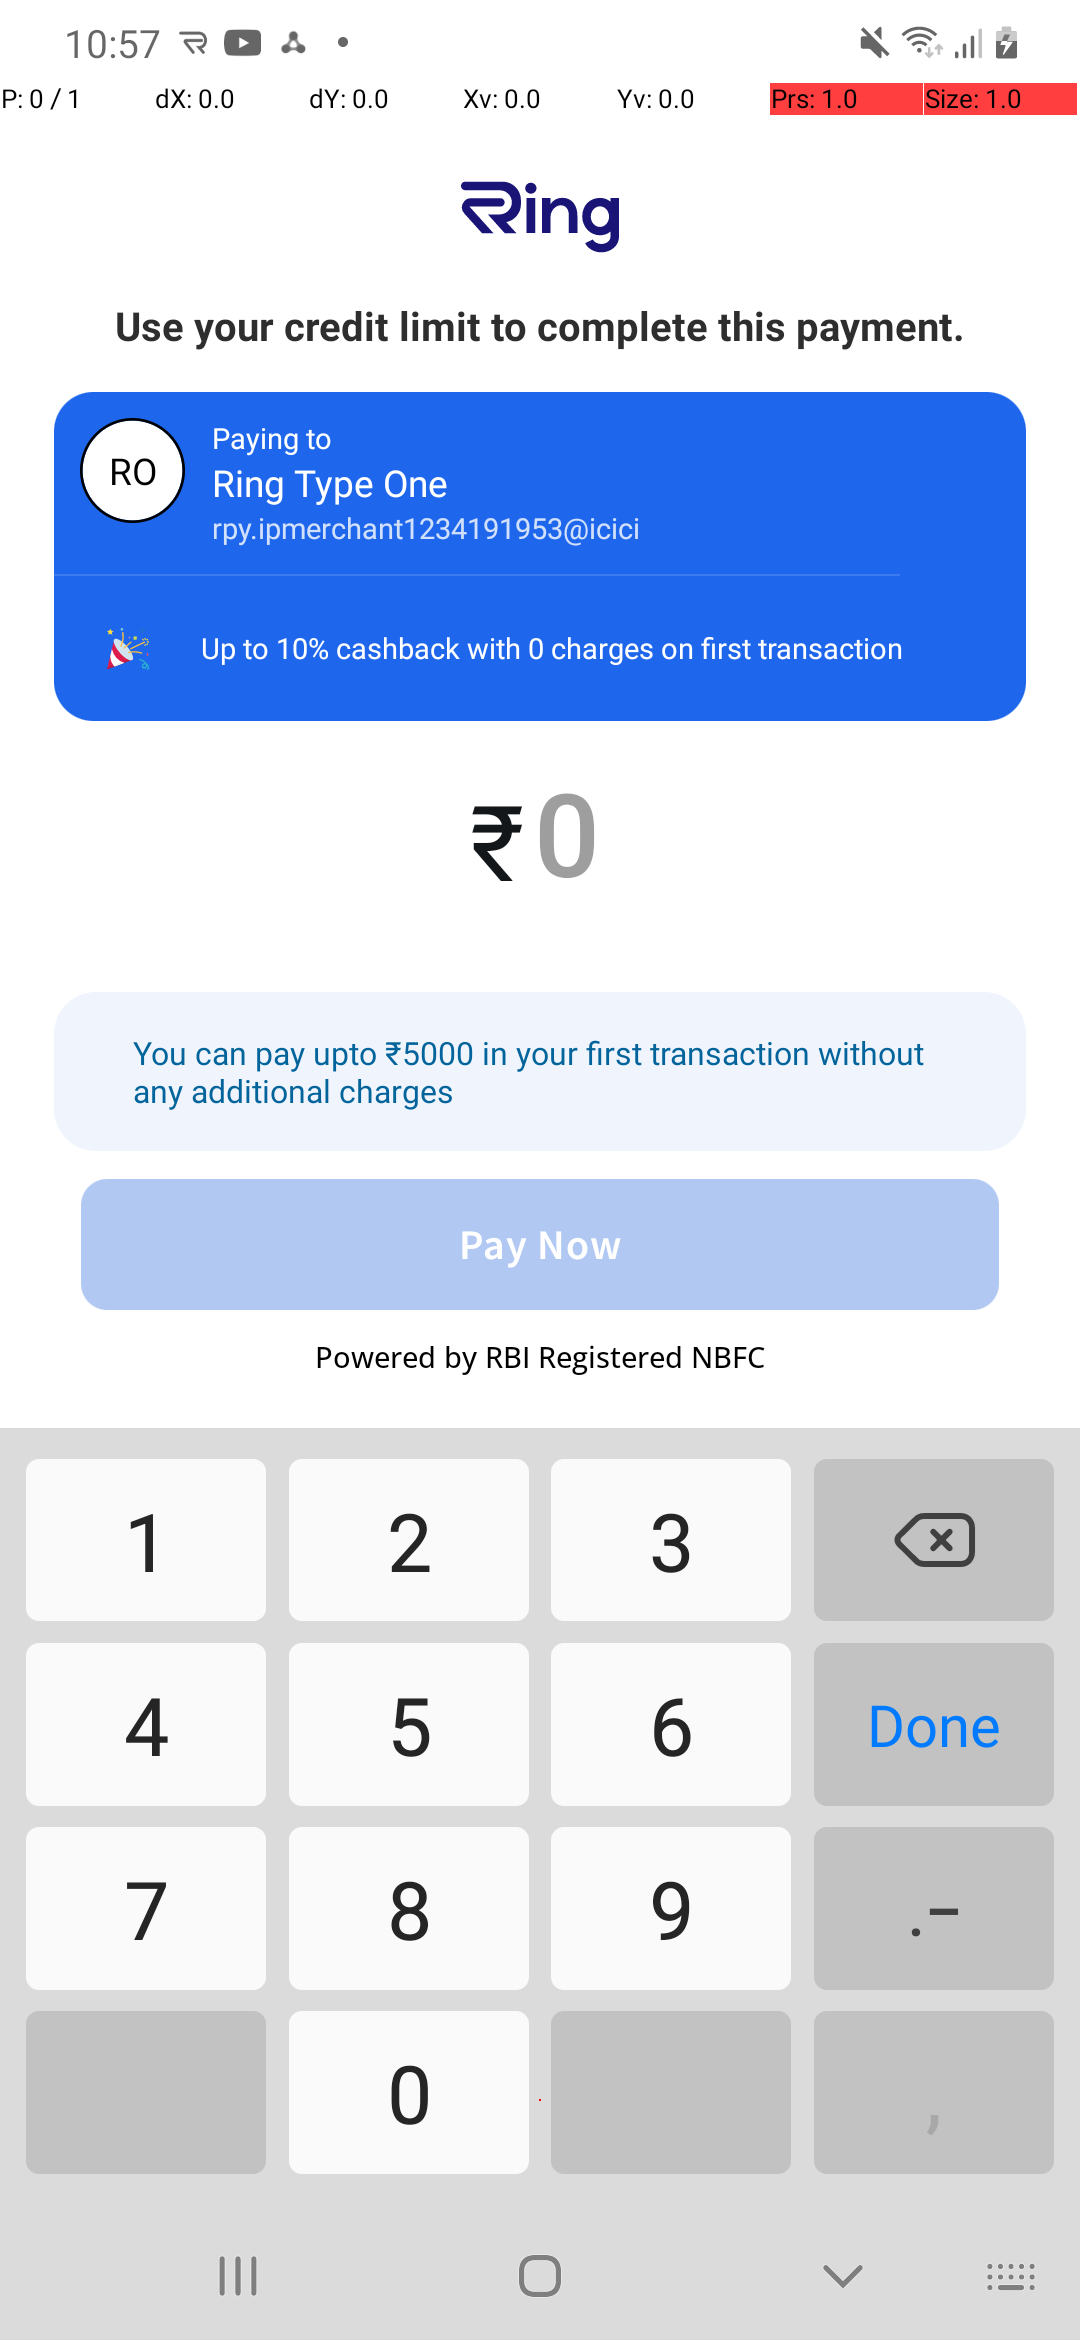 10:57
P: 0 / 1 dX: 0.0 dY: 0.0 Xv: 0.0 Yv: 0.0 Prs: 1.0 Size: 1.0
Ring
Use your credit limit to complete this payment.
RO
Paying to
Ring Type One
rpy.ipmerchant1234191953@icici
Up to 10% cashback with 0 charges on first transaction
₹0
You can pay upto ₹5000 in your first transaction without
any additional charges
Pay Now
Powered by RBI Registered NBFC
1 2 3
4 5 6 Done
7 8 9 .-
0 ,